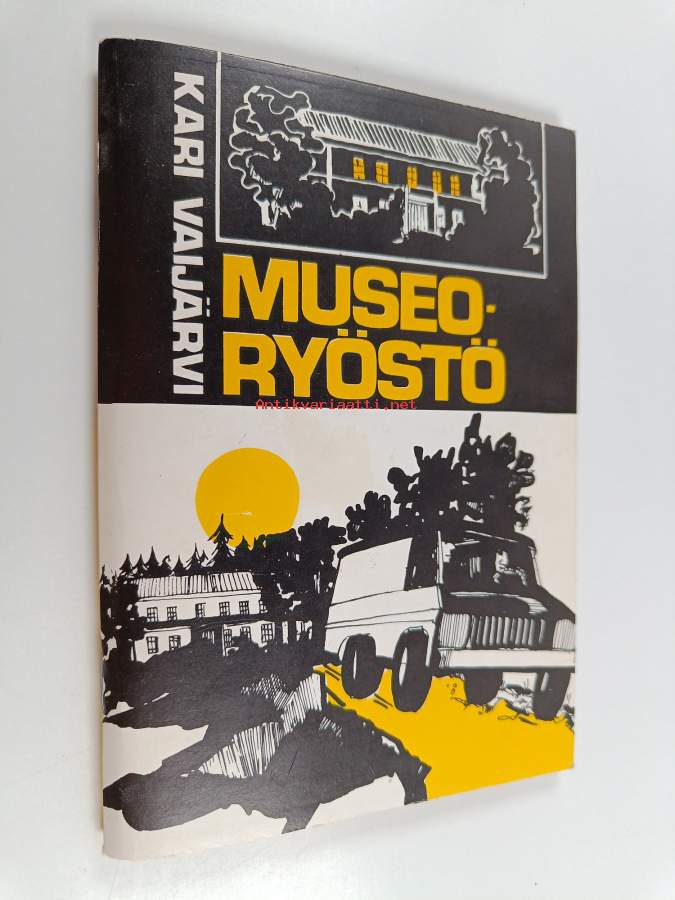 KARI VAIJÄRVI
MUSEO-
RYÖSTÖ
Antikvariaatti.net